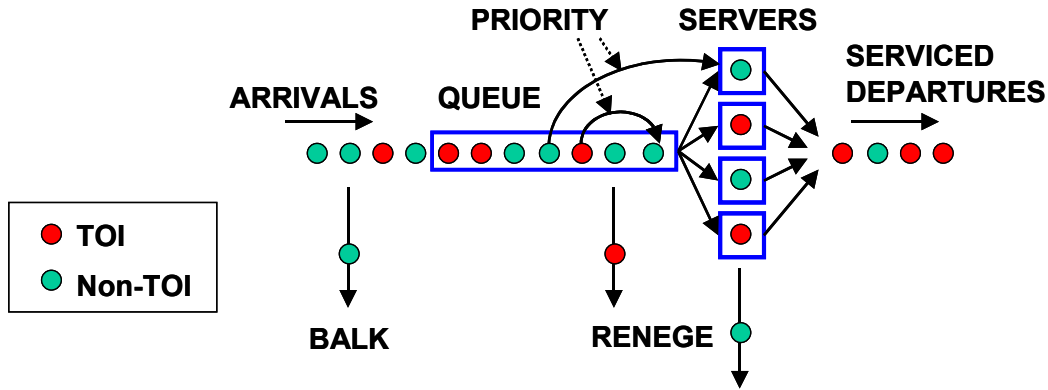 PRIORITY
SERVERS
SERVICED
DEPARTURES
ARRIVALS
QUEUE
TOI
Non-TOI
BALK
RENEGE